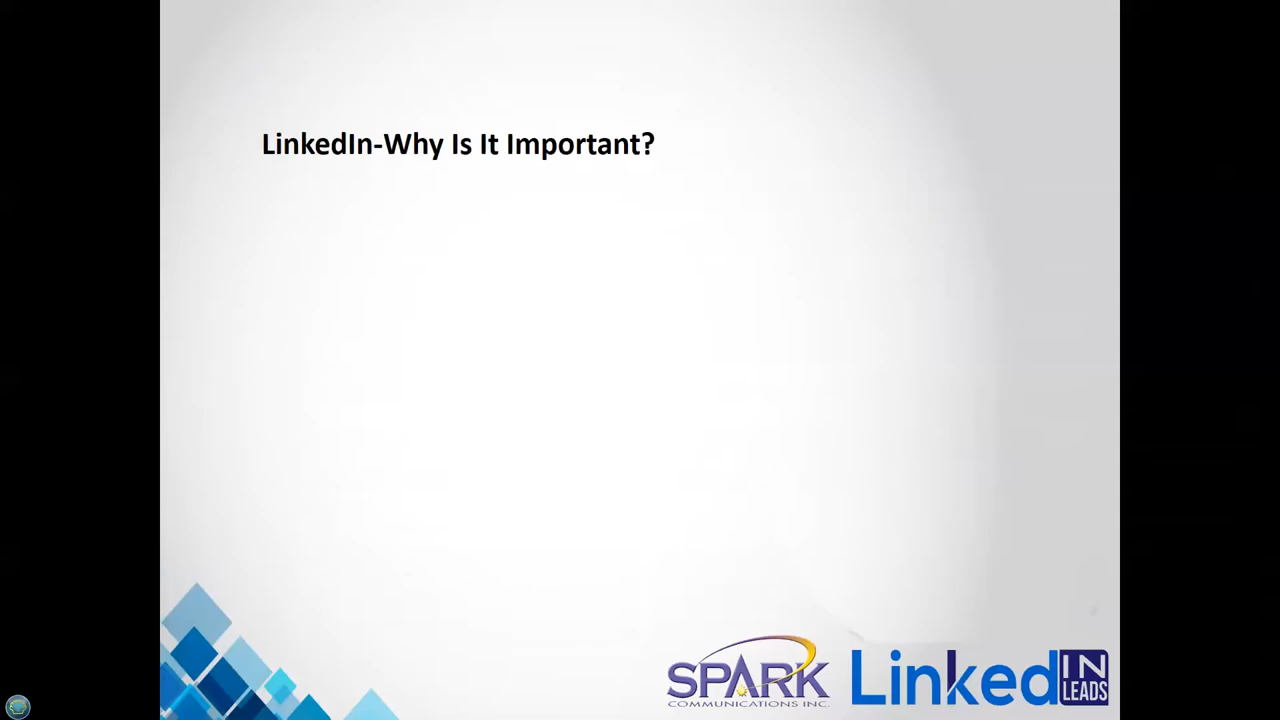 LinkedIn-Why Is It Important?
SPARK
COMMUNICATIONS INC.
Linked IN
LEADS